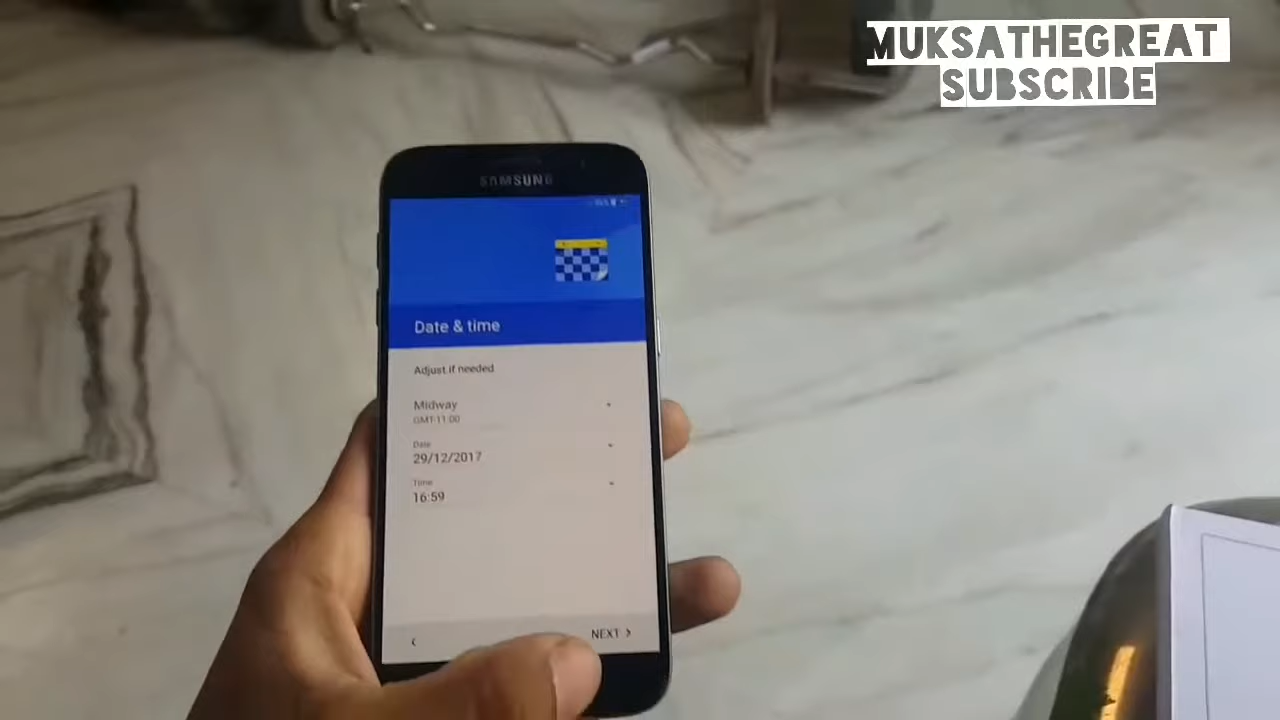 MUKSATHEGREAT
SUBSCRIBE
SAMSUNG
Date & time
Adjust if needed
Midway
GMT-11:00
Date
29/12/2017
Time
16:59
NEXT